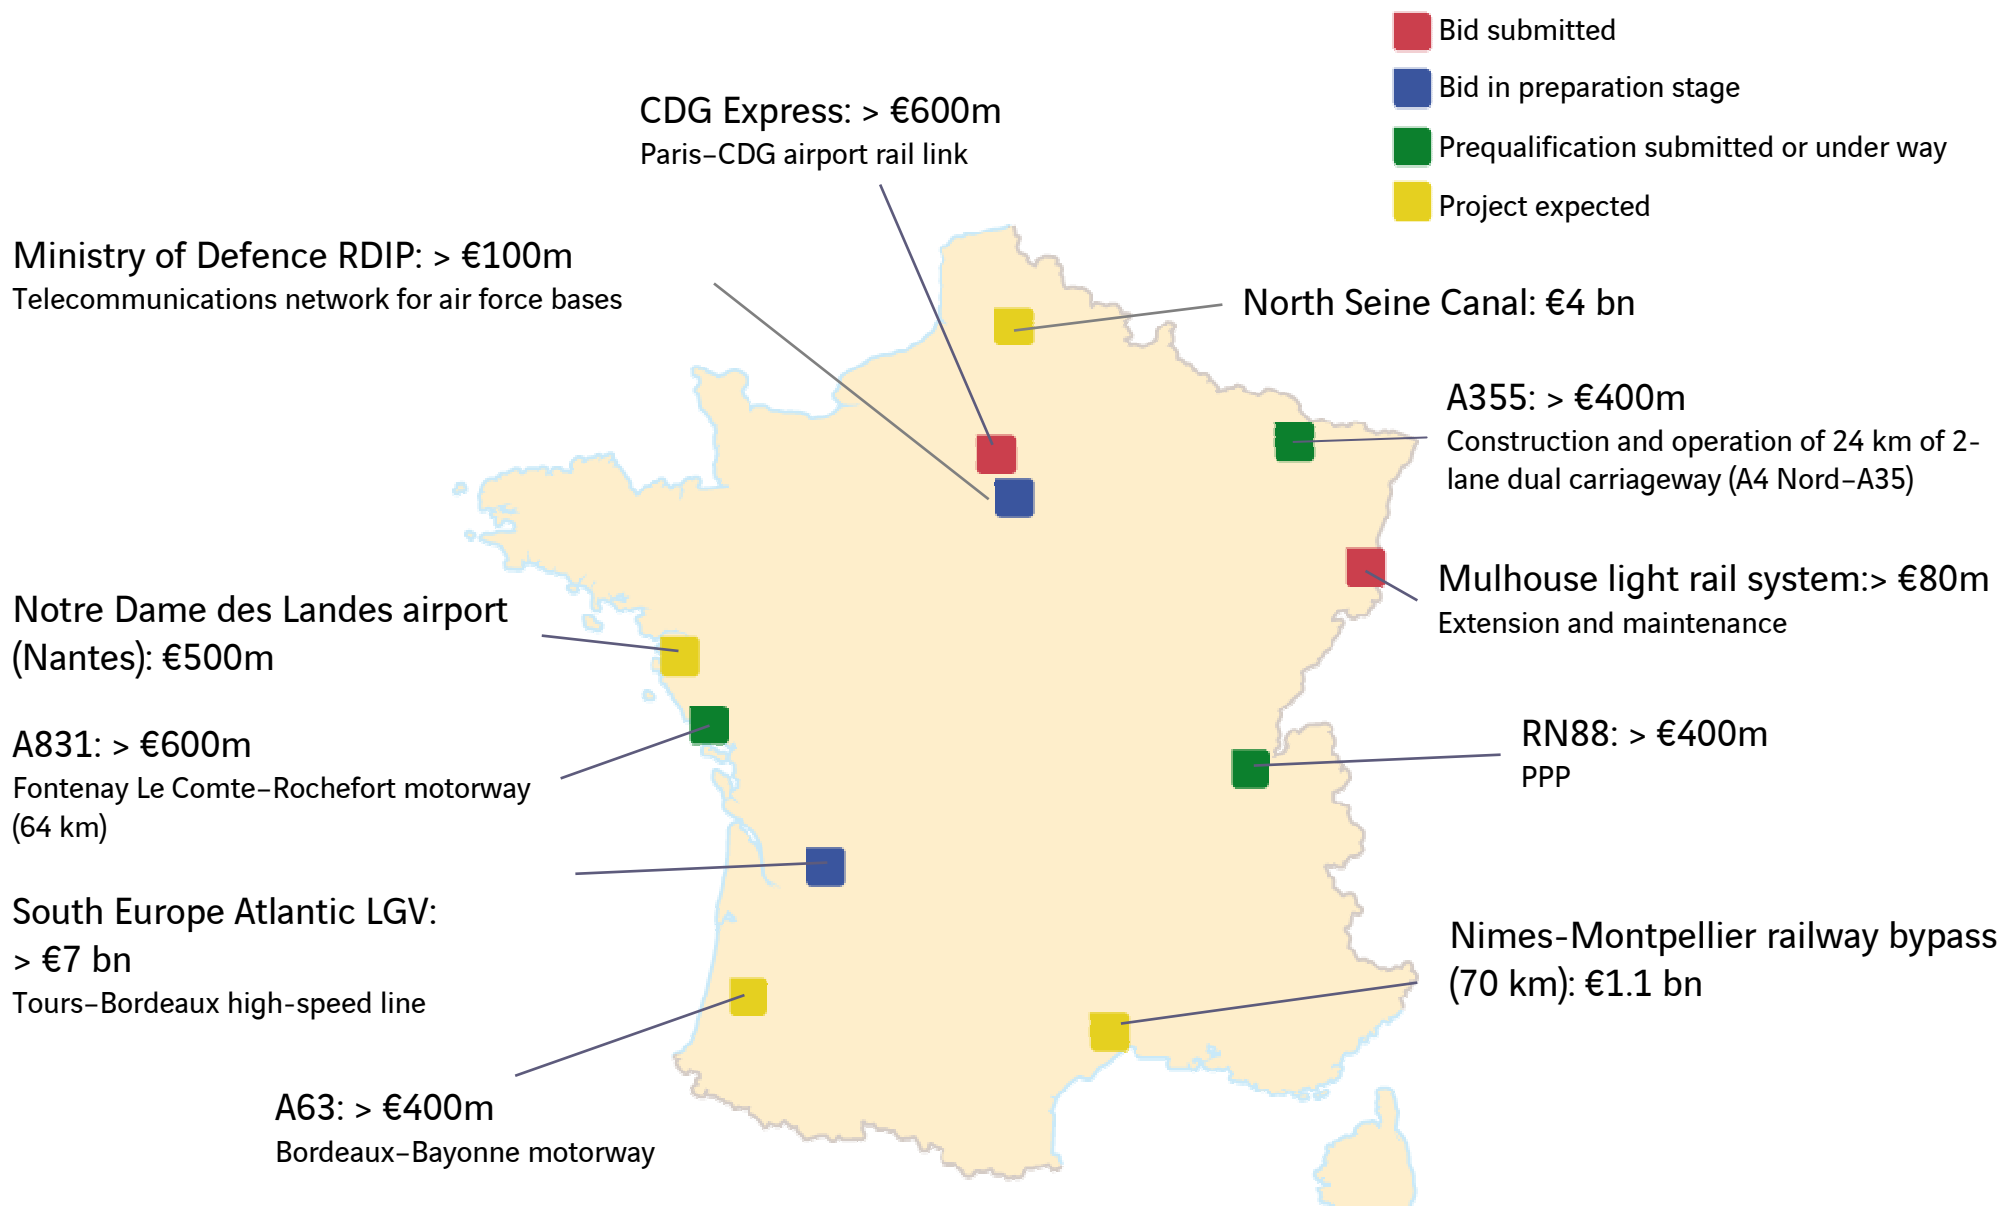 Bid submitted
Bid in preparation stage
Prequalification submitted or under way
Project expected
CDG Express: > €600m
Paris–CDG airport rail link
Ministry of Defence RDIP: > €100m
Telecommunications network for air force bases
North Seine Canal: €4 bn
A355: > €400m
Construction and operation of 24 km of 2-
lane dual carriageway (A4 Nord–A35)
Mulhouse light rail system:> €80m
Extension and maintenance
Notre Dame des Landes airport
(Nantes): €500m
A831: > €600m
Fontenay Le Comte–Rochefort motorway
(64 km)
RN88: > €400m
PPP
South Europe Atlantic LGV:
> €7 bn
Tours–Bordeaux high-speed line
Nimes-Montpellier railway bypass
(70 km): €1.1 bn
A63: > €400m
Bordeaux–Bayonne motorway